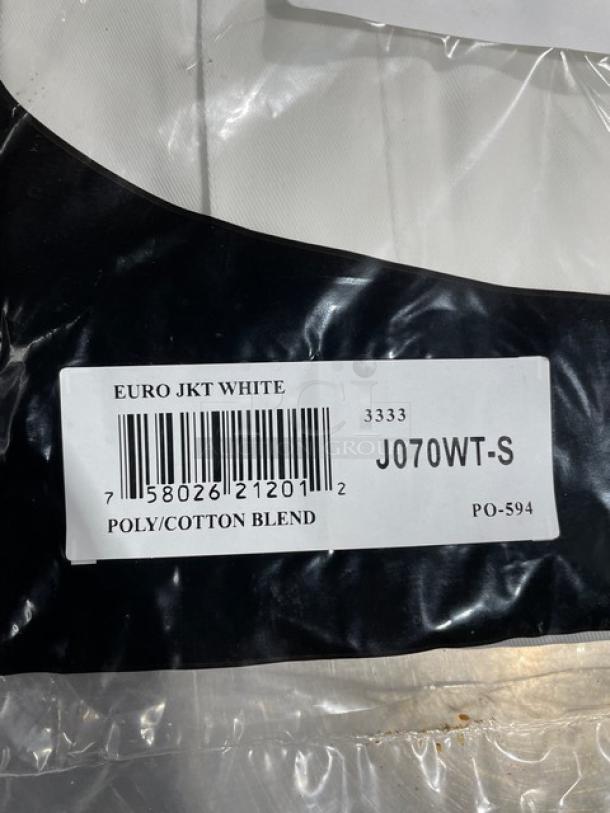 EURO JKT WHITE
3333
J070WT-S
7 58026 21201 2
POLY/COTTON BLEND
PO-594